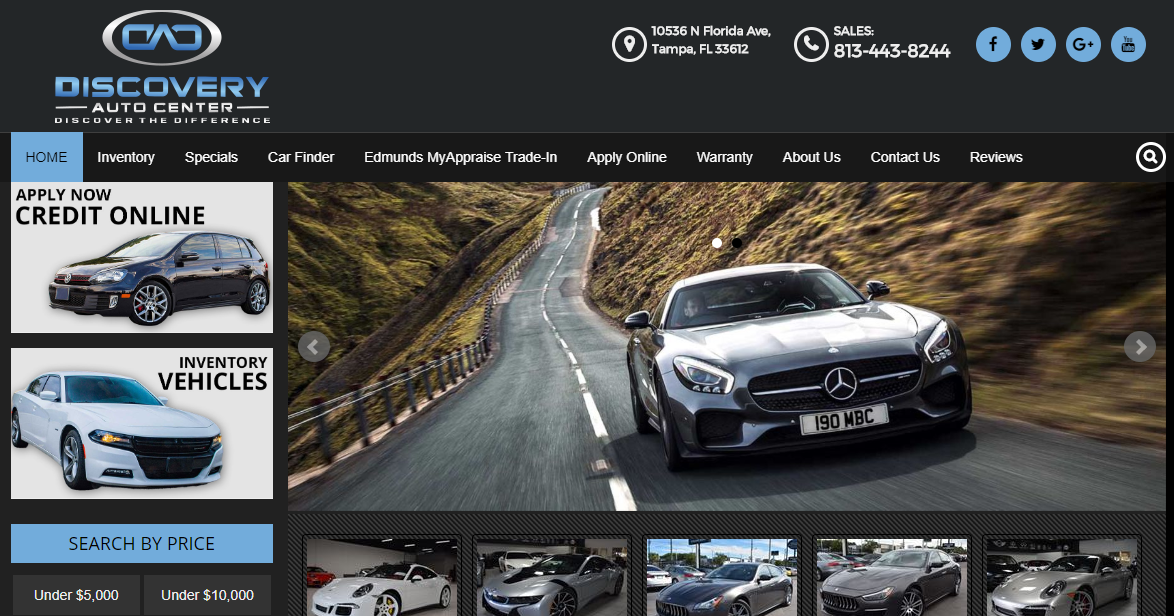 DISCOVERY
AUTO CENTER
DISCOVER THE DIFFERENCE
10536 N Florida Ave,
Tampa, FL 33612
SALES:
813-443-8244
f
G+
You
Tube
HOME
Inventory
Specials
Car Finder
Edmunds MyAppraise Trade-In
Apply Online
Warranty
About Us
Contact Us
Reviews
APPLY NOW
CREDIT ONLINE
INVENTORY
VEHICLES
190 MBC
SEARCH BY PRICE
Under $5,000
Under $10,000